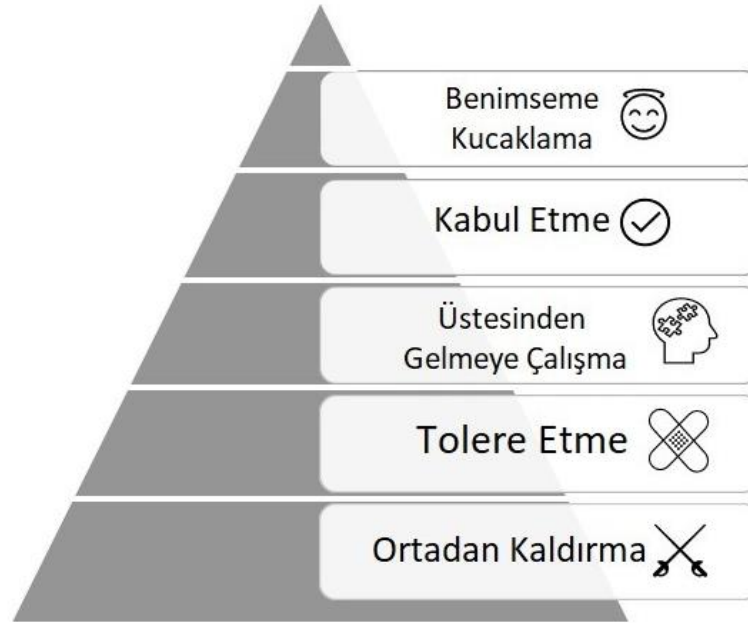 Benimseme
Kucaklama
Kabul Etme
Üstesinden
Gelmeye Çalışma
Tolere Etme
Ortadan Kaldırma